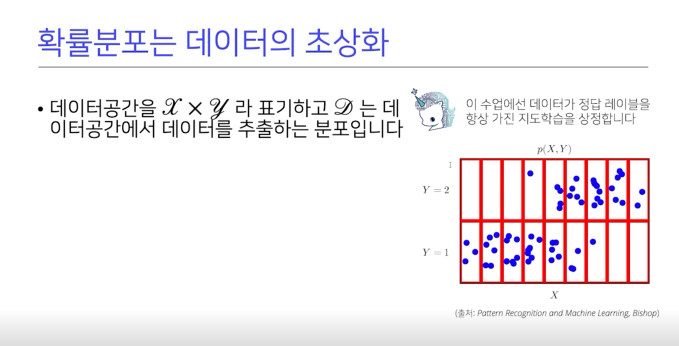 확률분포는 데이터의 초상화
• 데이터공간을 𝒳 × 𝒴 라 표기하고 𝒟 는 데
이터공간에서 데이터를 추출하는 분포입니다
이 수업에선 데이터가 정답 레이블을
항상 가진 지도학습을 상정합니다
p(X, Y)
1
Y = 2
Y = 1
X
(출처: Pattern Recognition and Machine Learning, Bishop)